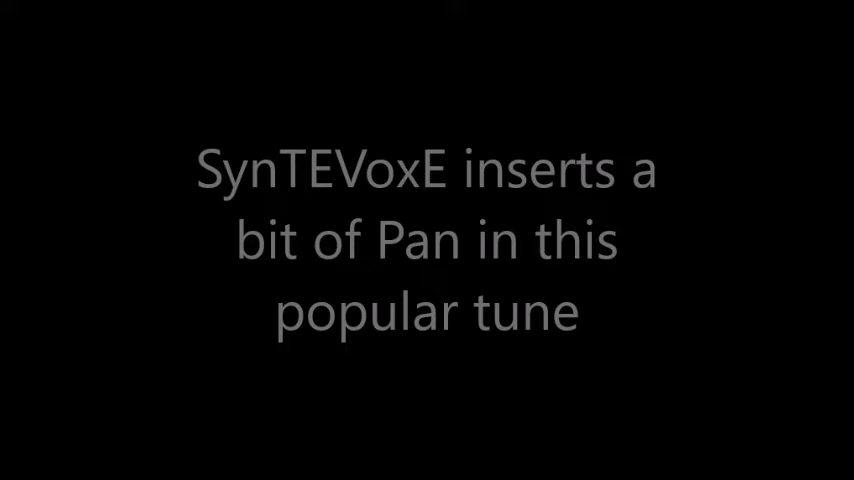 SynTEVoxE inserts a
bit of Pan in this
popular tune